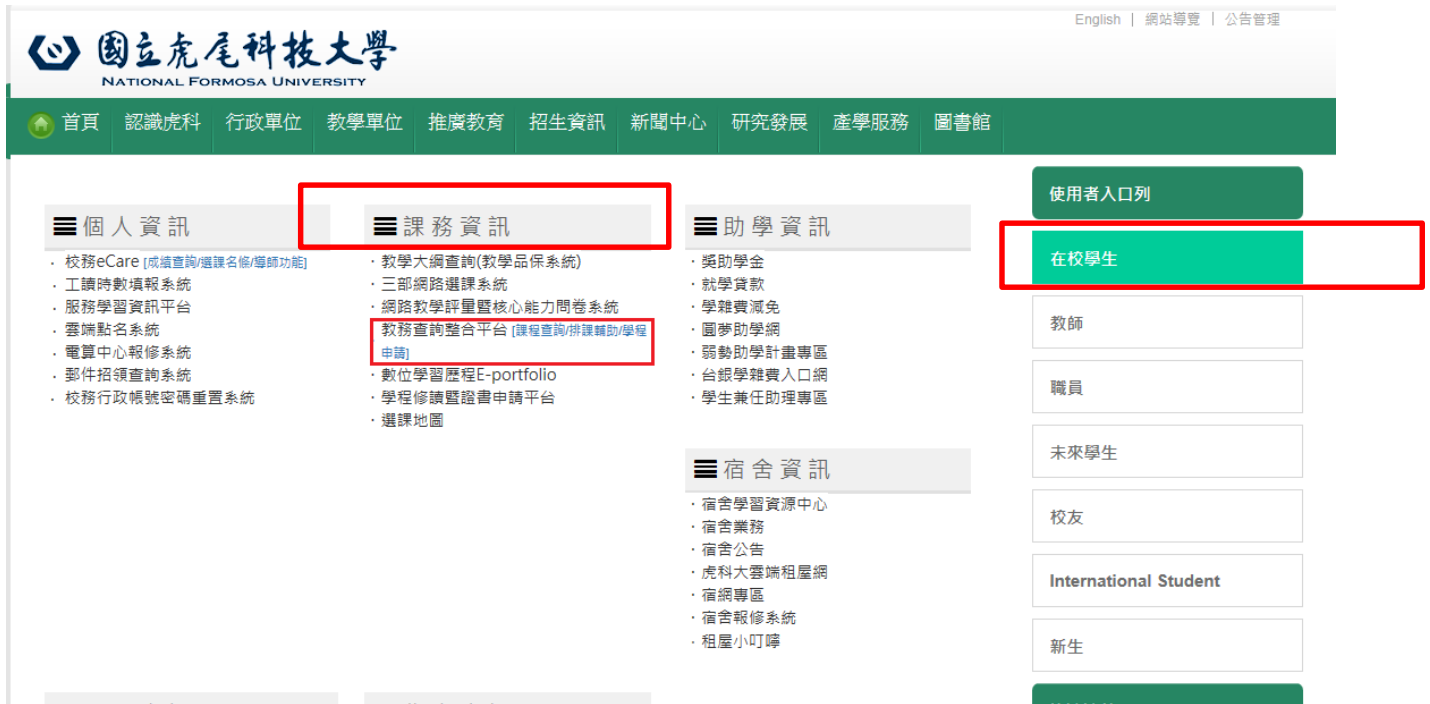 English | 網站導覽 | 公告管理
國立虎尾科技大學
NATIONAL FORMOSA UNIVERSITY
首頁 認識虎科 行政單位 教學單位 推廣教育 招生資訊 新聞中心 研究發展 產學服務 圖書館
個人資訊
·校務eCare [成績查詢/選課名條/導師功能]
·工讀時數填報系統
·服務學習資訊平台
·雲端點名系統
·電算中心報修系統
·郵件招領查詢系統
·校務行政帳號密碼重置系統
課務資訊
·教學大綱查詢(教學品保系統)
·三部網路選課系統
·網路教學評量暨核心能力問卷系統
·教務查詢整合平台 [課程查詢/排課輔助/學程
申請]
·數位學習歷程E-portfolio
·學程修讀暨證書申請平台
·選課地圖
助學資訊
·獎助學金
·就學貸款
·學雜費減免
·圓夢助學網
·弱勢助學計畫專區
·台銀學雜費入口網
·學生兼任助理專區
宿舍資訊
·宿舍學習資源中心
·宿舍業務
·宿舍公告
·虎科大雲端租屋網
·宿網專區
·宿舍報修系統
·租屋小叮嚀
使用者入口列
在校學生
教師
職員
未來學生
校友
International Student
新生